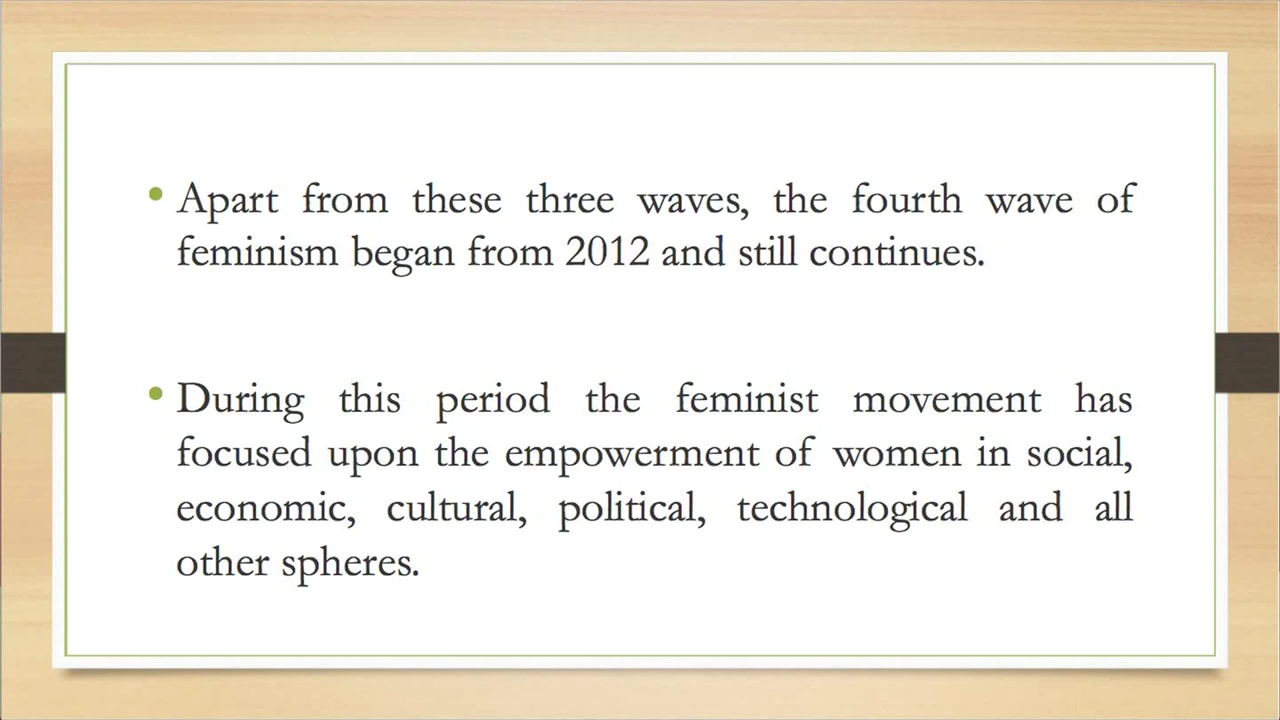 • Apart from these three waves, the fourth wave of
feminism began from 2012 and still continues.
• During this period the feminist movement has
focused upon the empowerment of women in social,
economic, cultural, political, technological and all
other spheres.